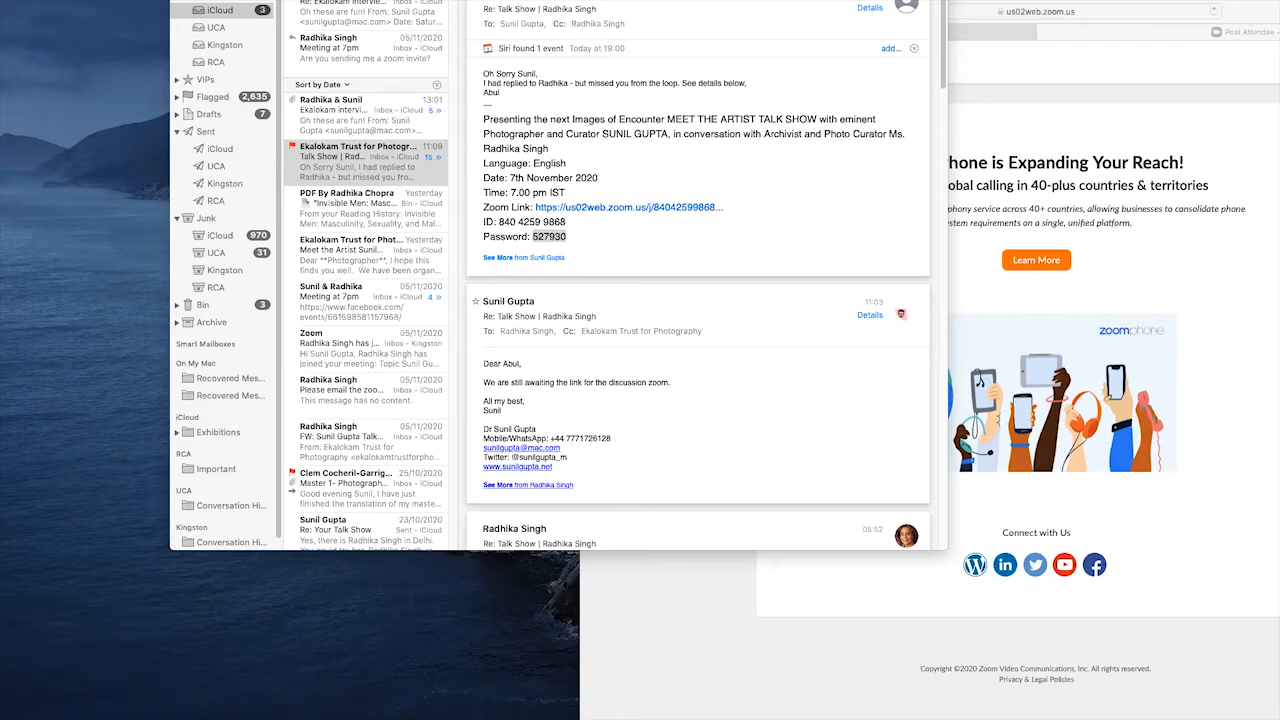 iCloud 3
UCA
Kingston
RCA
VIPs
Flagged 2,635
Drafts 7
Sent
iCloud
UCA
Kingston
RCA
Junk
iCloud 970
UCA 31
Kingston
RCA
Bin 3
Archive
Smart Mailboxes
On My Mac
Recovered Mes...
Recovered Mes...
iCloud
Exhibitions
RCA
Important
UCA
Conversation Hi...
Kingston
Conversation Hi...
Re: Ekalokam Interview... Inbox - iCloud
Oh these are fun! From: Sunil Gupta
<sunilgupta@mac.com> Date: Satur...
Radhika Singh 05/11/2020
Meeting at 7pm Inbox - iCloud
Are you sending me a zoom invite?
Sort by Date
Radhika & Sunil 13:01
Ekalokam Intervi... Inbox - iCloud 5 »
Oh these are fun! From: Sunil
Gupta <sunilgupta@mac.com>...
Ekalokam Trust for Photogr... 11:09
Talk Show | Rad... Inbox - iCloud 15 »
Oh Sorry Sunil, I had replied to
Radhika - but missed you fro...
PDF By Radhika Chopra Yesterday
"Invisible Men: Masc... Bin - iCloud
From your Reading History: Invisible
Men: Masculinity, Sexuality, and Mal...
Ekalokam Trust for Phot... Yesterday
Meet the Artist Sunil... Inbox - iCloud
Dear **Photographer**, I hope this
finds you well. We have been organ...
Sunil & Radhika 05/11/2020
Meeting at 7pm Inbox - iCloud 4 »
https://www.facebook.com/
events/661698581157968/
Zoom 05/11/2020
Radhika Singh has j... Inbox - Kingston
Hi Sunil Gupta, Radhika Singh has
joined your meeting: Topic Sunil Gu...
Radhika Singh 05/11/2020
Please email the zoo... Inbox - iCloud
This message has no content.
Radhika Singh 05/11/2020
FW: Sunil Gupta Talk... Inbox - iCloud
From: Ekalokam Trust for
Photography <ekalokamtrustforpho...
Clem Cocheril-Garrig... 25/10/2020
Master 1- Photograph... Inbox - iCloud
Good evening Sunil, I have just
finished the translation of my maste...
Sunil Gupta 23/10/2020
Re: Your Talk Show Sent - iCloud
Yes, there is Radhika Singh in Delhi.
Re: Talk Show | Radhika Singh Details
To: Sunil Gupta, Cc: Radhika Singh
Siri found 1 event Today at 19:00 add...
Oh Sorry Sunil,
I had replied to Radhika - but missed you from the loop. See details below,
Abul
—
Presenting the next Images of Encounter MEET THE ARTIST TALK SHOW with eminent
Photographer and Curator SUNIL GUPTA, in conversation with Archivist and Photo Curator Ms.
Radhika Singh
Language: English
Date: 7th November 2020
Time: 7.00 pm IST
Zoom Link: https://us02web.zoom.us/j/84042599868...
ID: 840 4259 9868
Password: 527930
See More from Sunil Gupta
Sunil Gupta 11:03
Re: Talk Show | Radhika Singh Details
To: Radhika Singh, Cc: Ekalokam Trust for Photography
Dear Abul,
We are still awaiting the link for the discussion zoom.
All my best,
Sunil
Dr Sunil Gupta
Mobile/WhatsApp: +44 7771726128
sunilgupta@mac.com
Twitter: @sunilgupta_m
www.sunilgupta.net
See More from Radhika Singh
Radhika Singh 05:52
Re: Talk Show | Radhika Singh
us02web.zoom.us
Post Attendee -
hone is Expanding Your Reach!
obal calling in 40-plus countries & territories
phony service across 40+ countries, allowing businesses to consolidate phone
tem requirements on a single, unified platform.
Learn More
zoomphone
Connect with Us
Copyright ©2020 Zoom Video Communications, Inc. All rights reserved.
Privacy & Legal Policies